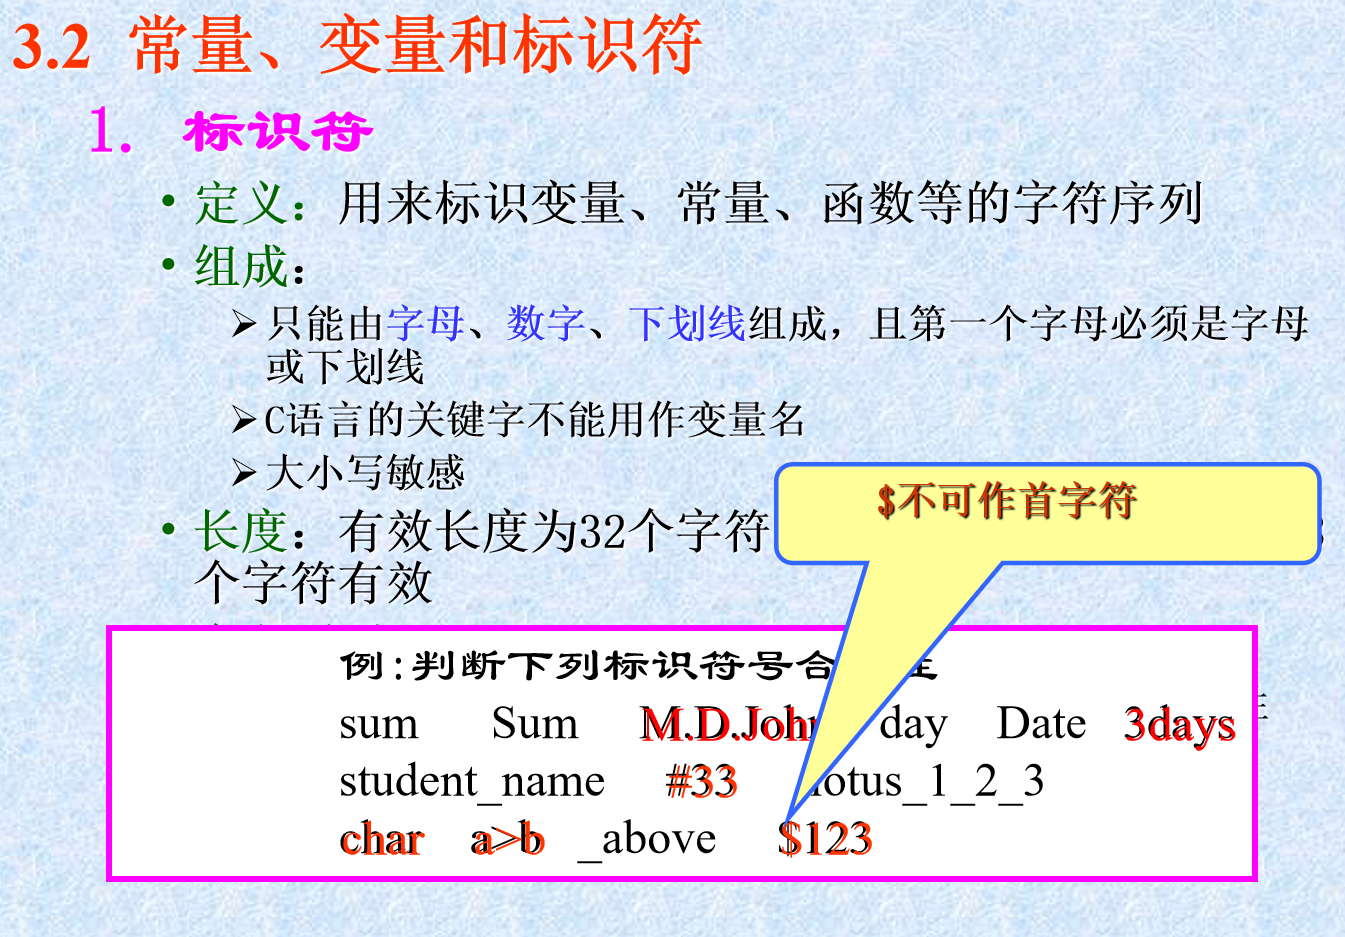 3.2 常量、变量和标识符
1. 标识符
• 定义：用来标识变量、常量、函数等的字符序列
• 组成：
➢只能由字母、数字、下划线组成，且第一个字母必须是字母
或下划线
➢C语言的关键字不能用作变量名
➢大小写敏感
$不可作首字符
• 长度：有效长度为32个字符
个字符有效
例:判断下列标识符号合
sum Sum M.D.John day Date 3days
student_name #33 lotus_1_2_3
char a>b _above $123